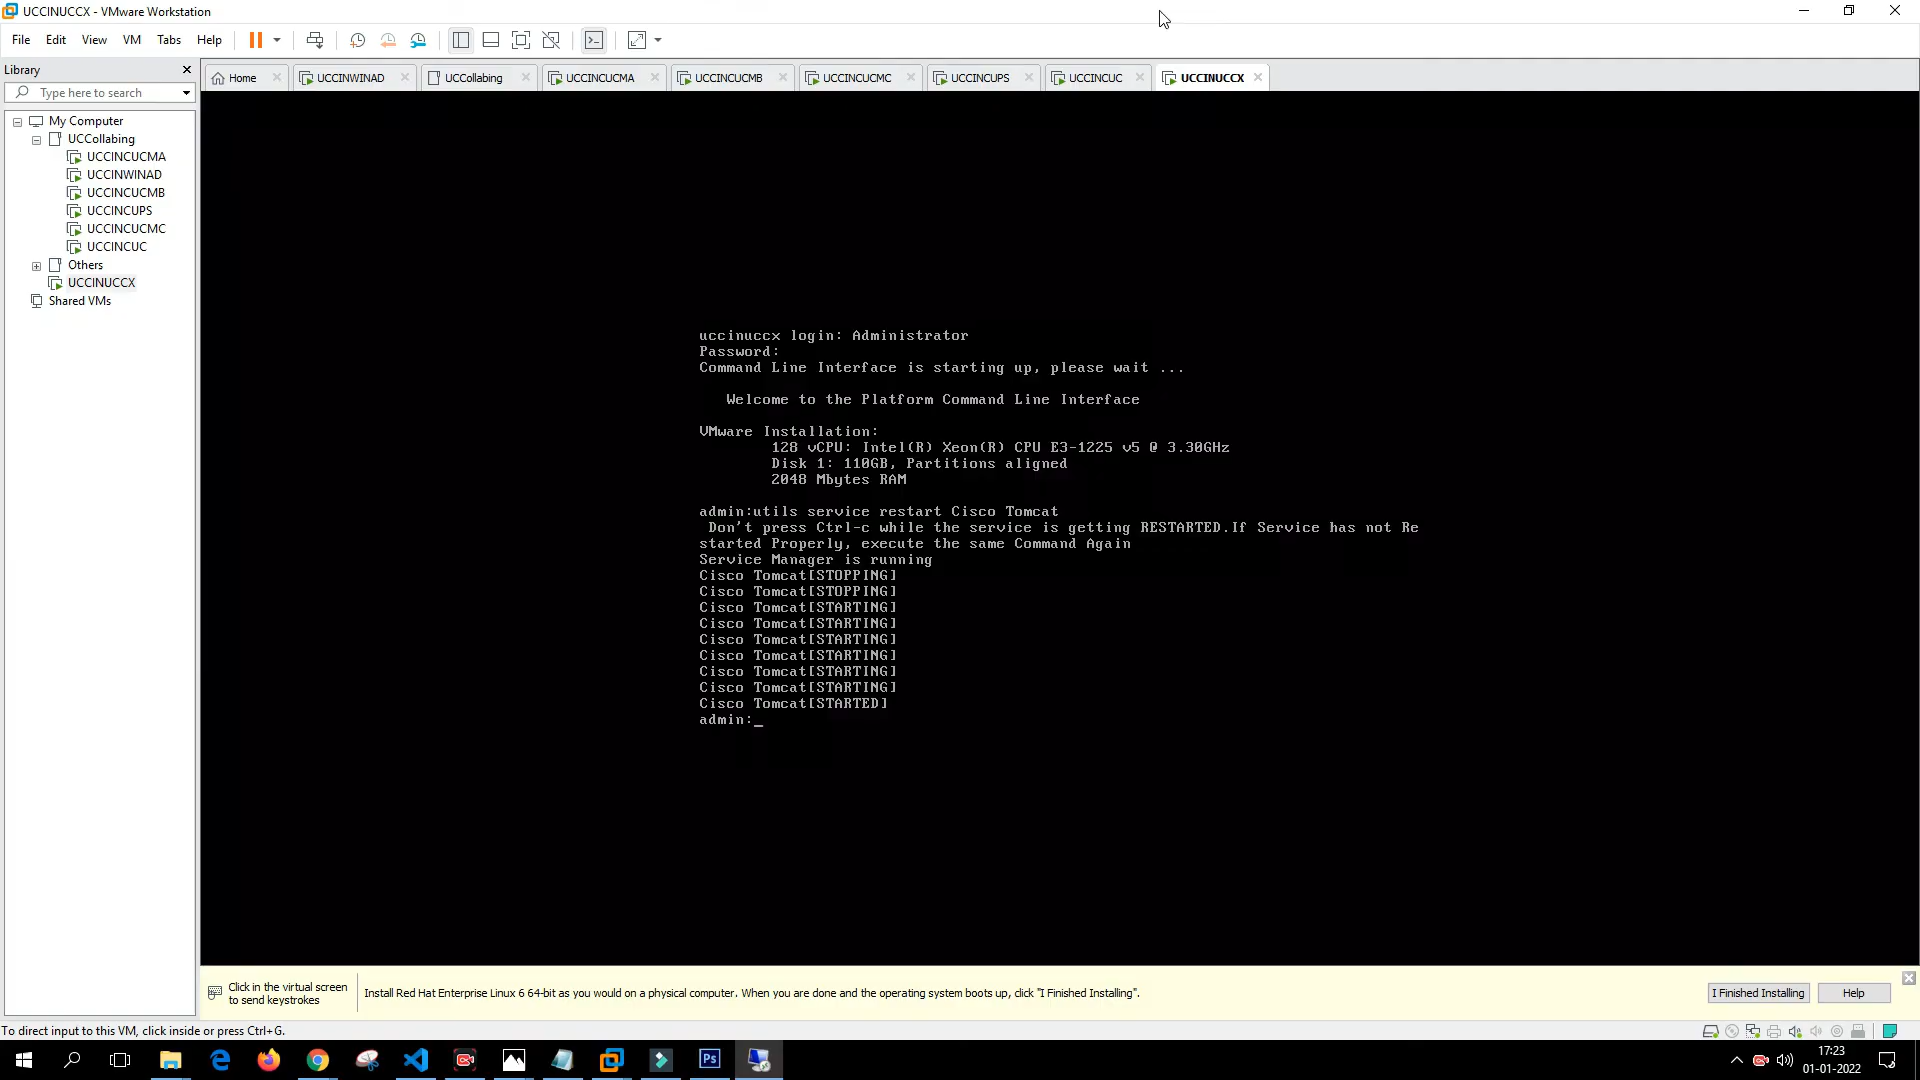 UCCINUCCX - VMware Workstation
File Edit View VM Tabs Help
Library
Type here to search
Home UCCINWINAD UCCollabing UCCINCUCMA UCCINCUCMB UCCINCUCMC UCCINCUPS UCCINCUC UCCINUCCX
My Computer
UCCollabing
UCCINCUCMA
UCCINWINAD
UCCINCUCMB
UCCINCUPS
UCCINCUCMC
UCCINCUC
Others
UCCINUCCX
Shared VMs
uccinuccx login: Administrator
Password:
Command Line Interface is starting up, please wait ...
Welcome to the Platform Command Line Interface
VMware Installation:
128 vCPU: Intel(R) Xeon(R) CPU E3-1225 v5 @ 3.30GHz
Disk 1: 110GB, Partitions aligned
2048 Mbytes RAM
admin:utils service restart Cisco Tomcat
Don't press Ctrl-c while the service is getting RESTARTED.If Service has not Re
started Properly, execute the same Command Again
Service Manager is running
Cisco Tomcat[STOPPING]
Cisco Tomcat[STOPPING]
Cisco Tomcat[STARTING]
Cisco Tomcat[STARTING]
Cisco Tomcat[STARTING]
Cisco Tomcat[STARTING]
Cisco Tomcat[STARTING]
Cisco Tomcat[STARTING]
Cisco Tomcat[STARTED]
admin:_
Click in the virtual screen
to send keystrokes
Install Red Hat Enterprise Linux 6 64-bit as you would on a physical computer. When you are done and the operating system boots up, click "I Finished Installing".
I Finished Installing Help
To direct input to this VM, click inside or press Ctrl+G.
Ps
17:23
01-01-2022